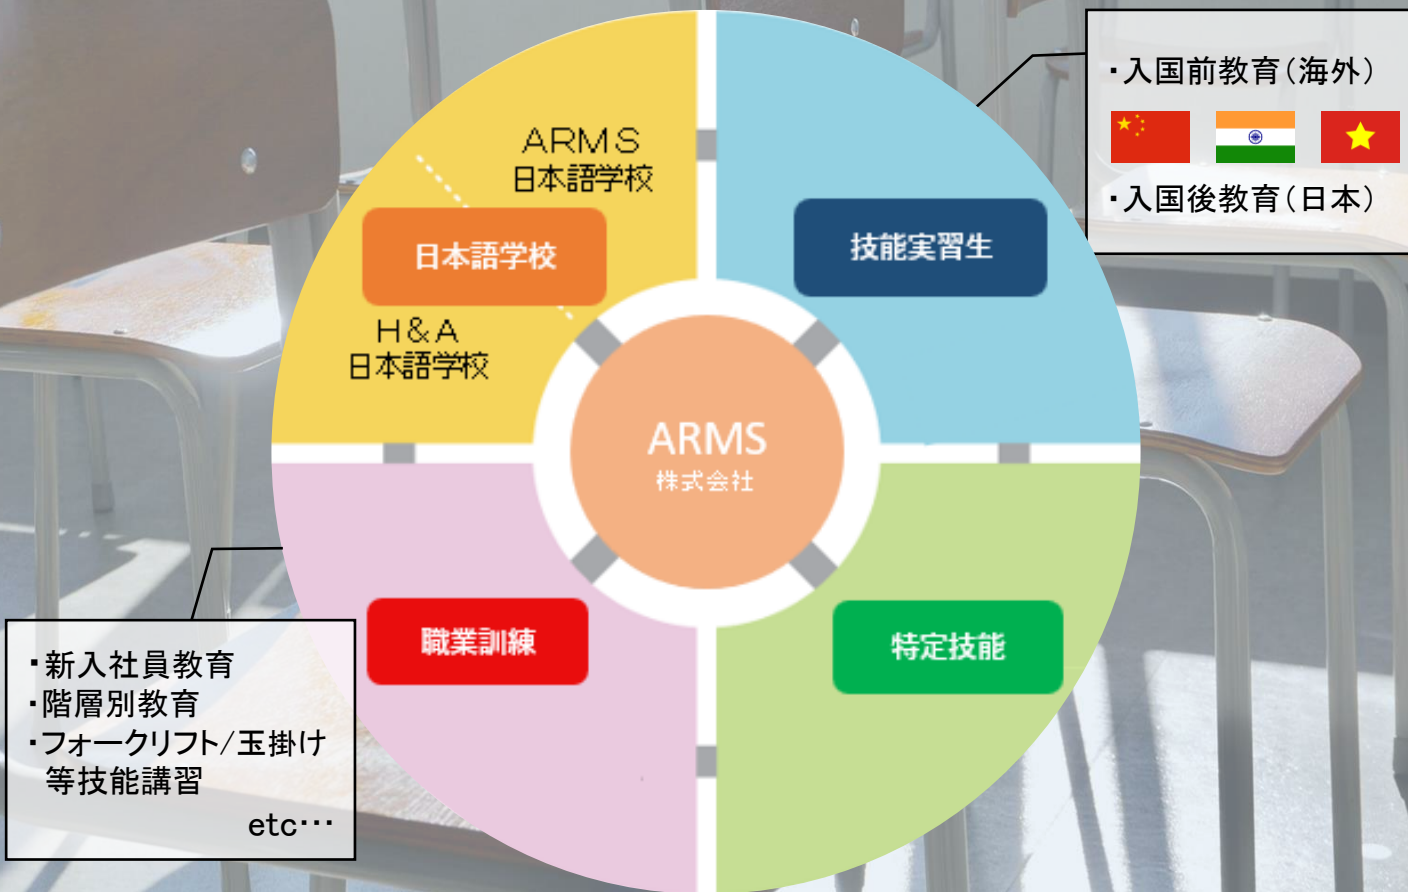 ARMS
日本語学校
日本語学校
H&A
日本語学校
技能実習生
・入国前教育(海外)
・入国後教育(日本)
ARMS
株式会社
職業訓練
特定技能
・新入社員教育
・階層別教育
・フォークリフト/玉掛け
等技能講習
etc…